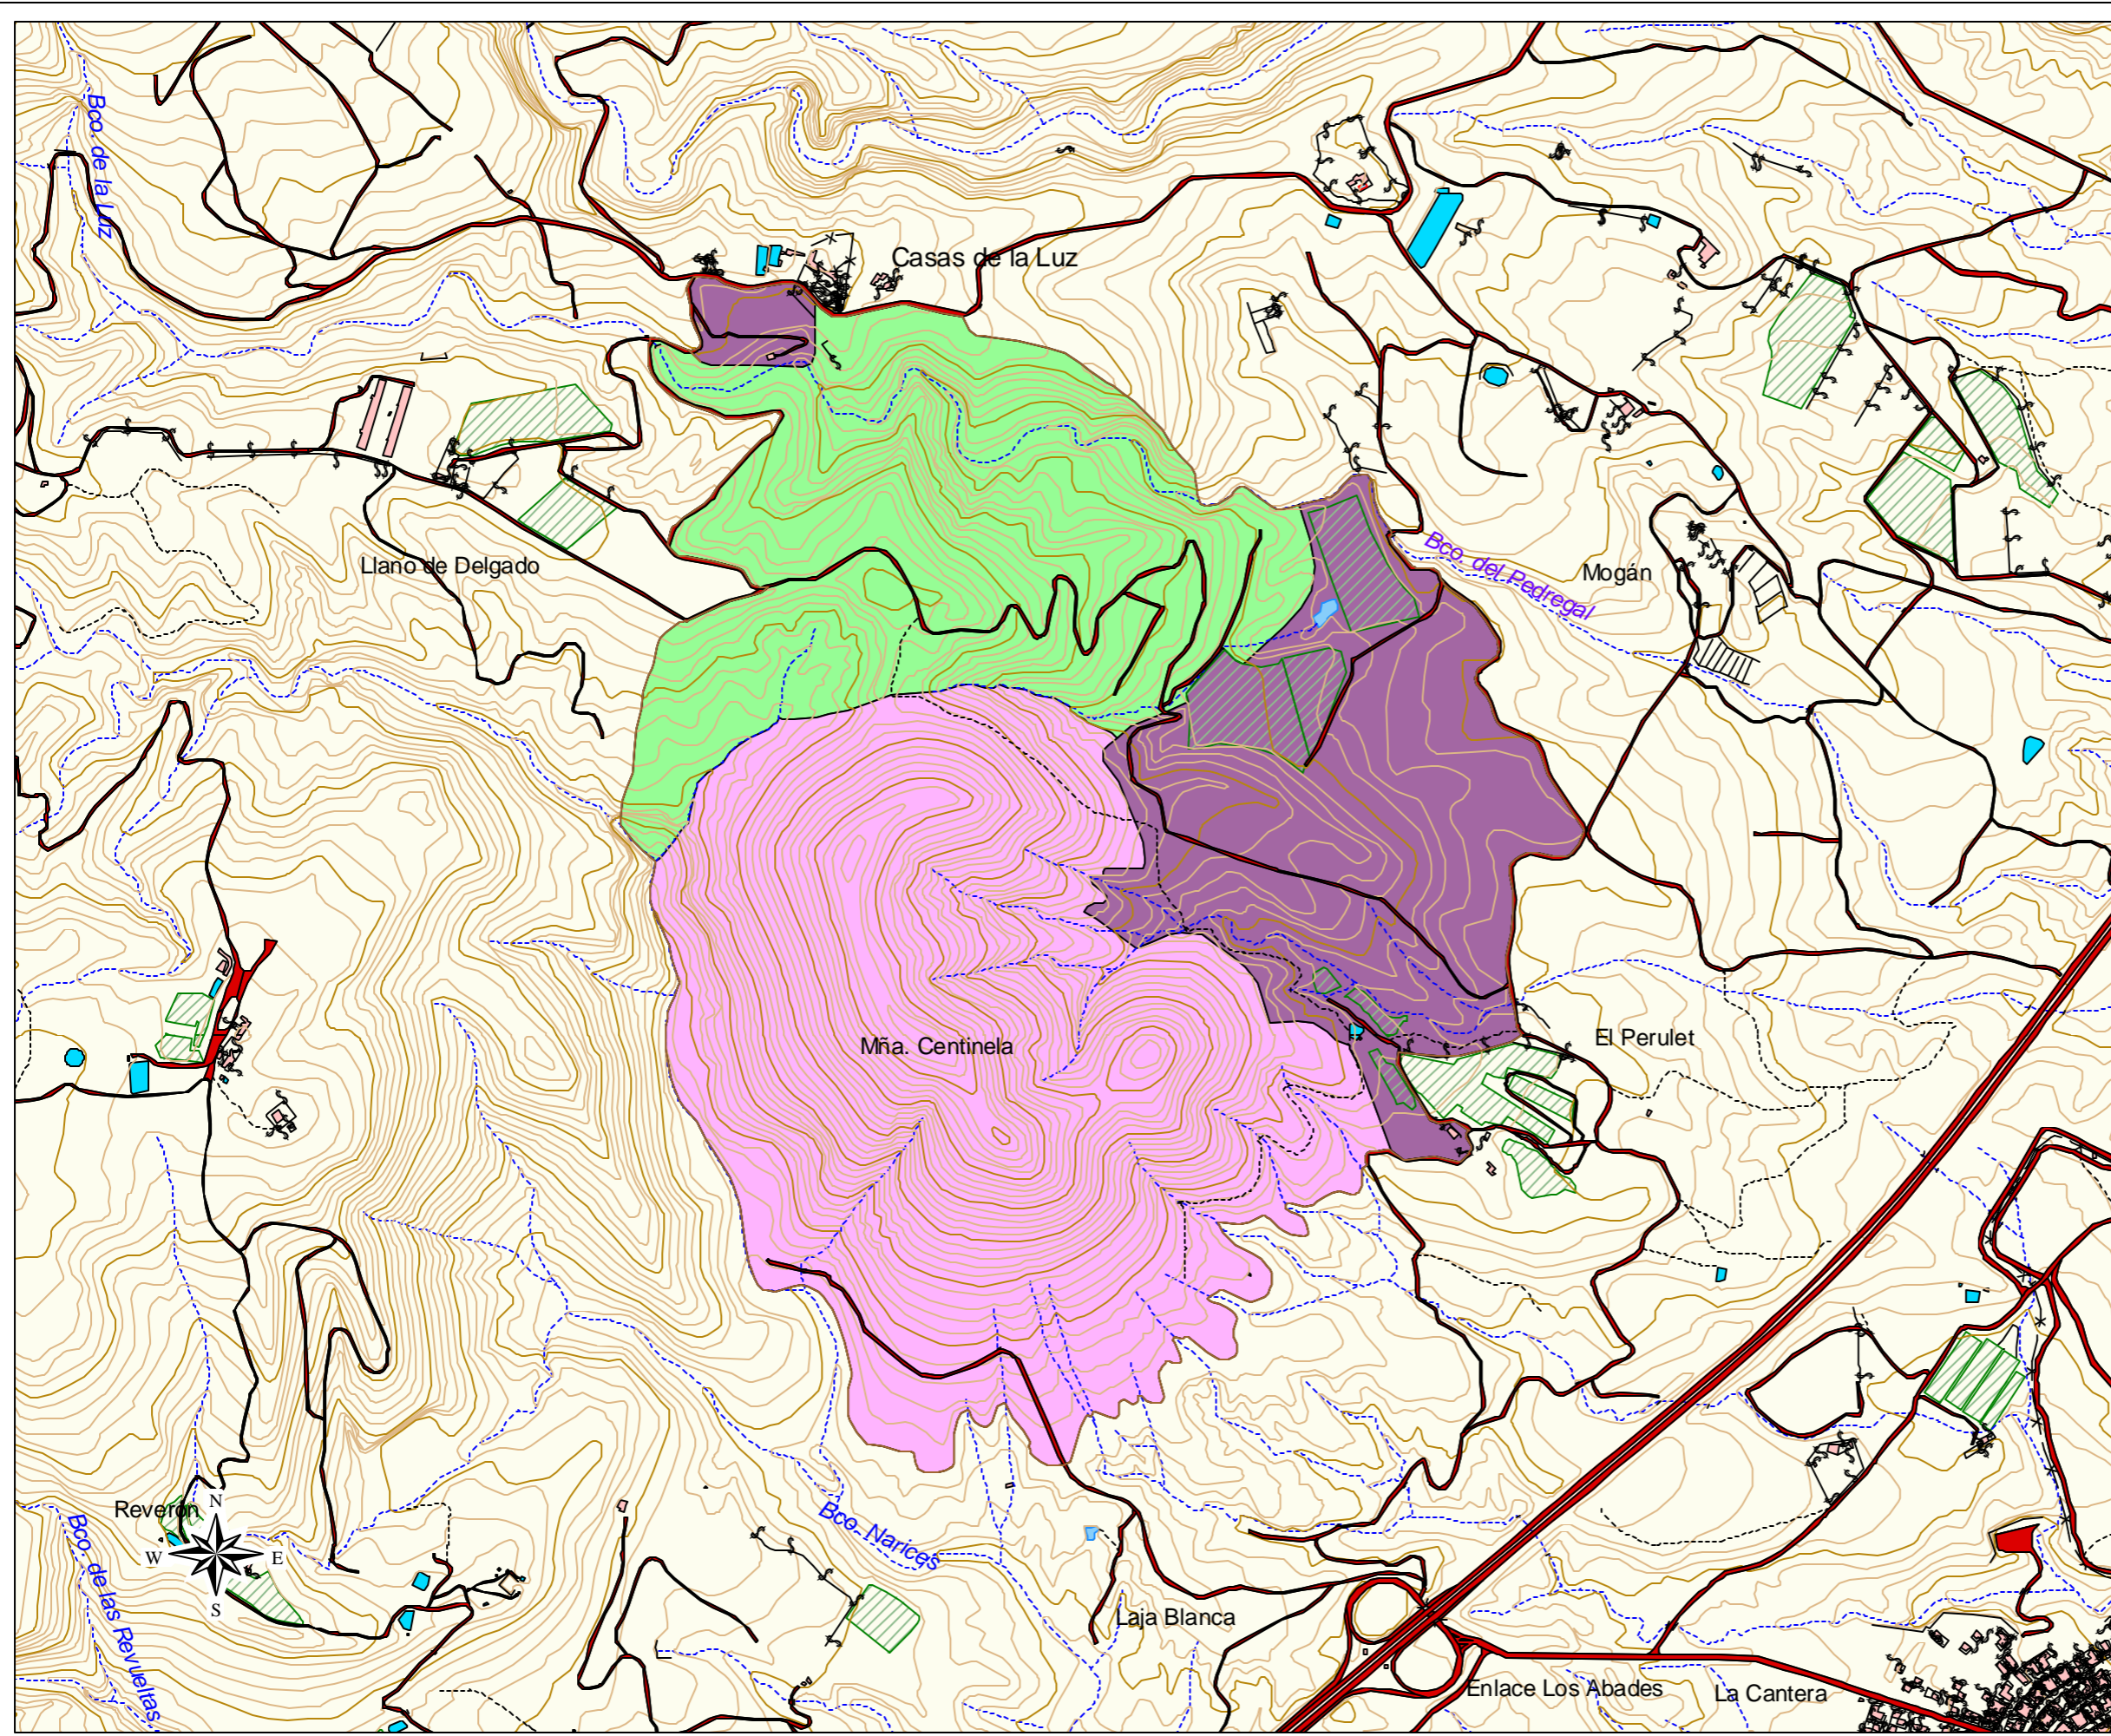 Bco. de la Luz
Casas de la Luz
Llano de Delgado
Bco. del Pedregal
Mogán
Mña. Centinela
El Perulet
Reverón
N
W
E
S
Bco. de las Revueltas
Bco. Narices
Laja Blanca
Enlace Los Abades
La Cantera